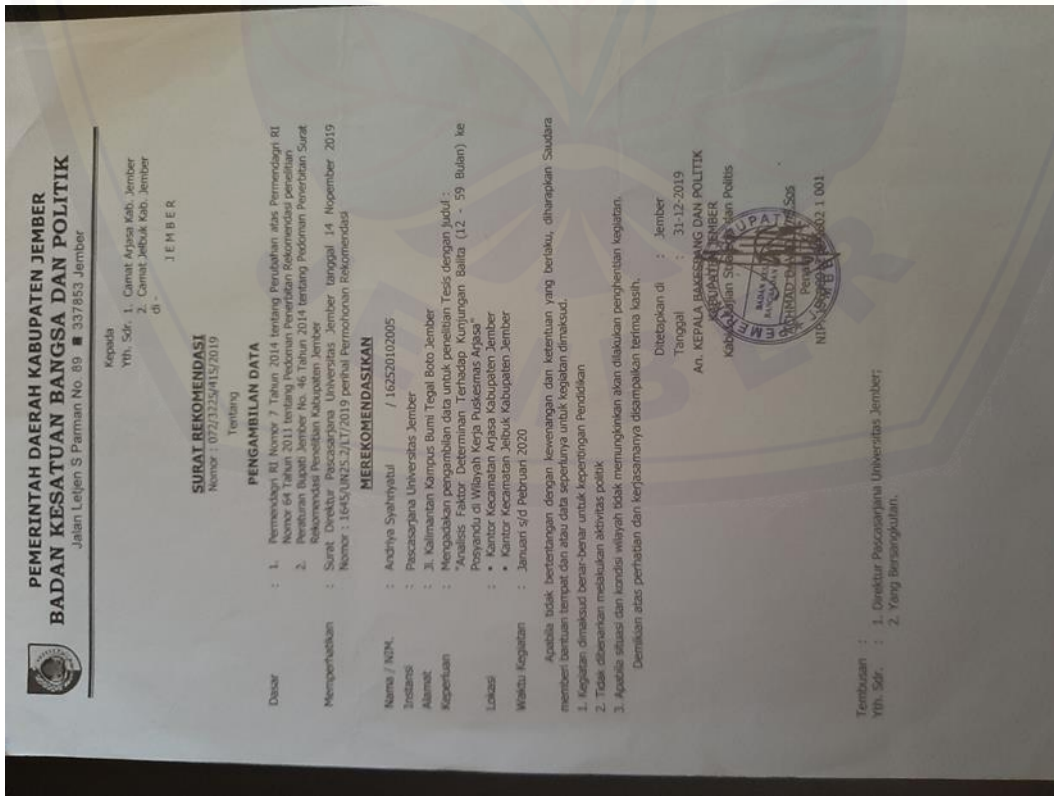 PEMERINTAH DAERAH KABUPATEN JEMBER
BADAN KESATUAN BANGSA DAN POLITIK
Jalan Letjen S Parman No. 89 ■ 337853 Jember
Kepada
Yth. Sdr. 1. Camat Arjasa Kab. Jember
2. Camat Jelbuk Kab. Jember
di -
JEMBER
SURAT REKOMENDASI
Nomor : 072/3225/415/2019
Tentang
PENGAMBILAN DATA
Dasar : 1. Permendagri RI Nomor 7 Tahun 2014 tentang Perubahan atas Permendagri RI
Nomor 64 Tahun 2011 tentang Pedoman Penerbitan Rekomendasi penelitian
2. Peraturan Bupati Jember No. 46 Tahun 2014 tentang Pedoman Penerbitan Surat
Rekomendasi Penelitian Kabupaten Jember
Memperhatikan : Surat Direktur Pascasarjana Universitas Jember tanggal 14 Nopember 2019
Nomor : 1645/UN25.2/LT/2019 perihal Permohonan Rekomendasi
MEREKOMENDASIKAN
Nama / NIM. : Andriya Syahriyatul / 162520102005
Instansi : Pascasarjana Universitas Jember
Alamat : Jl. Kalimantan Kampus Bumi Tegal Boto Jember
Keperluan : Mengadakan pengambilan data untuk penelitian Tesis dengan judul :
"Analisis Faktor Determinan Terhadap Kunjungan Balita (12 - 59 Bulan) ke
Posyandu di Wilayah Kerja Puskesmas Arjasa"
Lokasi : • Kantor Kecamatan Arjasa Kabupaten Jember
• Kantor Kecamatan Jelbuk Kabupaten Jember
Waktu Kegiatan : Januari s/d Pebruari 2020
Apabila tidak bertentangan dengan kewenangan dan ketentuan yang berlaku, diharapkan Saudara
memberi bantuan tempat dan atau data seperlunya untuk kegiatan dimaksud.
1. Kegiatan dimaksud benar-benar untuk kepentingan Pendidikan
2. Tidak dibenarkan melakukan aktivitas politik
3. Apabila situasi dan kondisi wilayah tidak memungkinkan akan dilakukan penghentian kegiatan.
Demikian atas perhatian dan kerjasamanya disampaikan terima kasih.
Ditetapkan di : Jember
Tanggal : 31-12-2019
An. KEPALA BAKESBANG DAN POLITIK
KABUPATEN JEMBER
dan Politis
Sos
NIP.
Tembusan :
Yth. Sdr. : 1. Direktur Pascasarjana Universitas Jember;
2. Yang Bersangkutan.